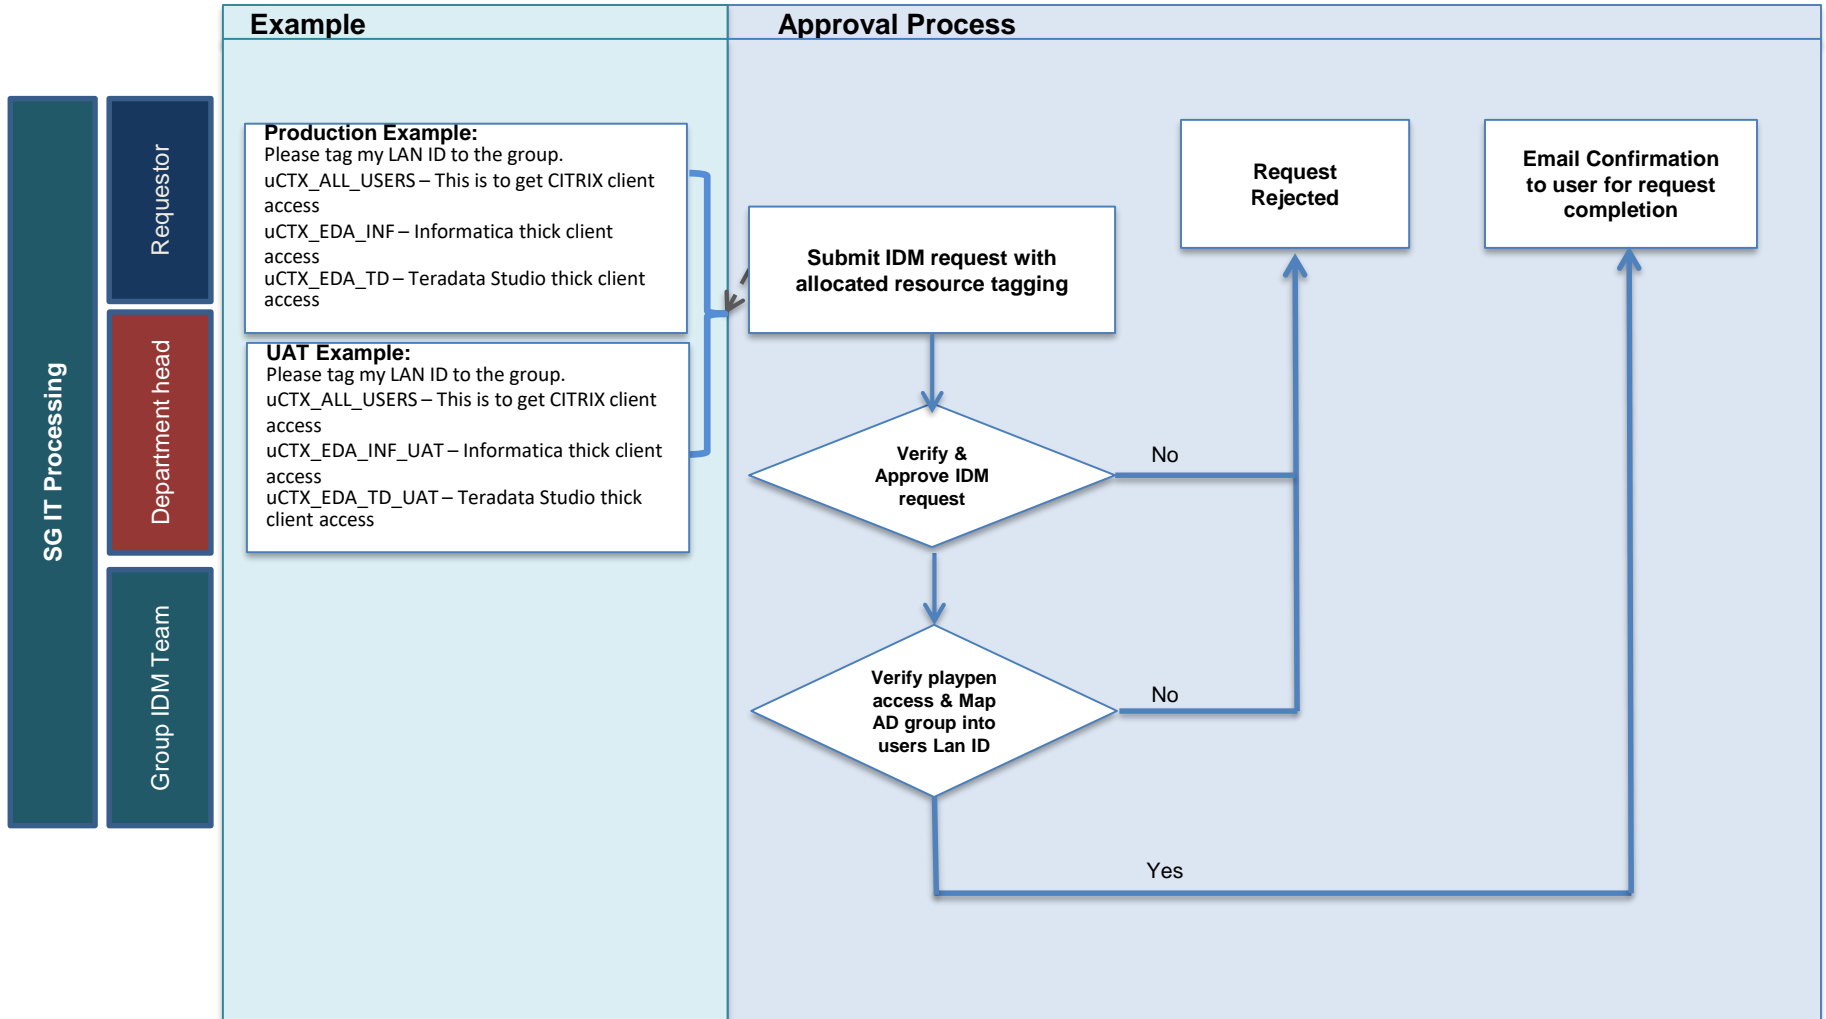 Example
Approval Process
SG IT Processing
Requestor
Department head
Group IDM Team
Production Example:
Please tag my LAN ID to the group.
uCTX_ALL_USERS – This is to get CITRIX client
access
uCTX_EDA_INF – Informatica thick client
access
uCTX_EDA_TD – Teradata Studio thick client
access
UAT Example:
Please tag my LAN ID to the group.
uCTX_ALL_USERS – This is to get CITRIX client
access
uCTX_EDA_INF_UAT – Informatica thick client
access
uCTX_EDA_TD_UAT – Teradata Studio thick
client access
Submit IDM request with
allocated resource tagging
Request
Rejected
Email Confirmation
to user for request
completion
Verify &
Approve IDM
request
No
Verify playpen
access & Map
AD group into
users Lan ID
No
Yes